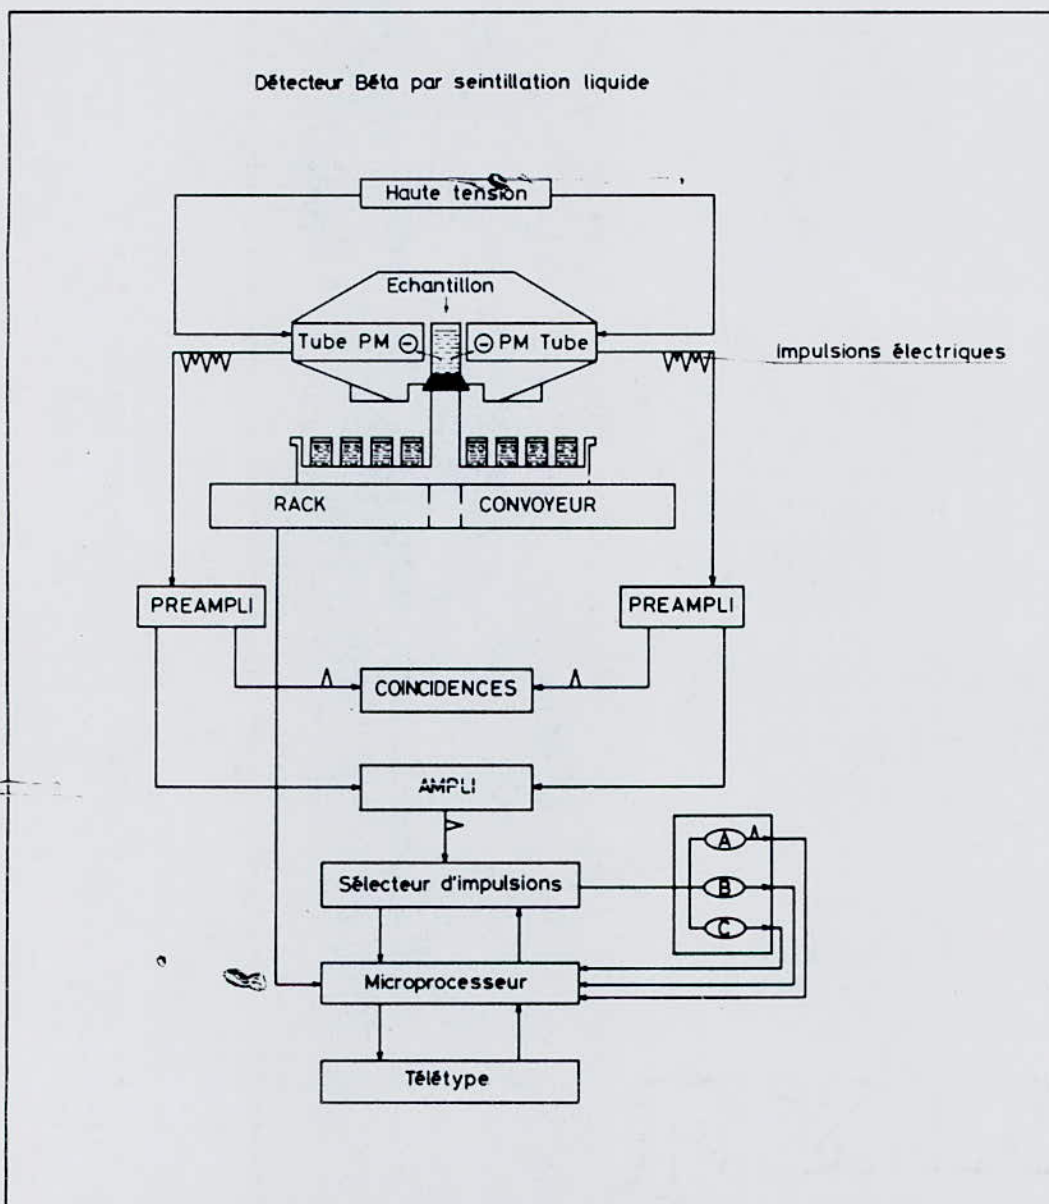 Détecteur Béta par seintillation liquide
Haute tension
Echantillon
Tube PM
PM Tube
Impulsions électriques
RACK
CONVOYEUR
PREAMPLI
PREAMPLI
COINCIDENCES
AMPLI
A
Sélecteur d'impulsions
B
C
Microprocesseur
Télétype